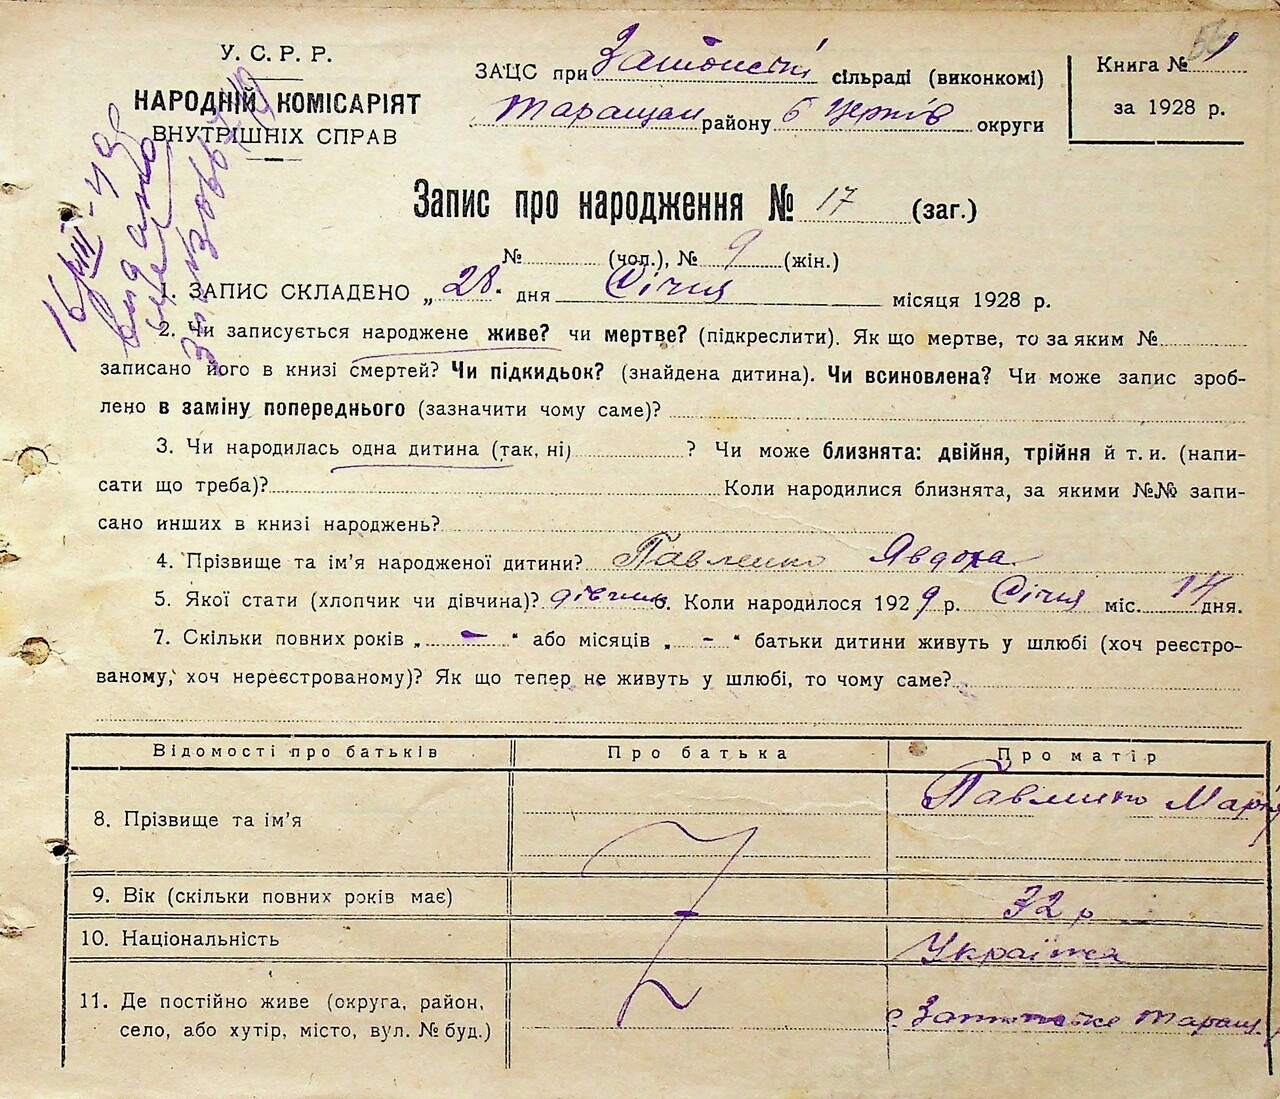 У. С. Р. Р.
НАРОДНІЙ КОМІСАРІЯТ
ВНУТРІШНІХ СПРАВ
ЗАЦС при сільраді (виконкомі)
Таращан району Б Церків округи
Книга №
за 1928 р.
Запис про народження № 17 (заг.)
№ (чол.), № 9 (жін.)
1. ЗАПИС СКЛАДЕНО „28“ дня Січня місяця 1928 р.
2. Чи записується народжене живе? чи мертве? (підкреслити). Як що мертве, то за яким №
записано його в книзі смертей? Чи підкидьок? (знайдена дитина). Чи всиновлена? Чи може запис зроб-
лено в заміну попереднього (зазначити чому саме)?
3. Чи народилась одна дитина (так, ні) ? Чи може близнята: двійня, трійня й т. и. (напи-
сати що треба)? Коли народилися близнята, за якими №№ запи-
сано инших в книзі народжень?
4. Прізвище та ім’я народженої дитини? Павленко Явдоха
5. Якої стати (хлопчик чи дівчина)? дівчина 6. Коли народилося 1929 р. Січня міс. 14 дня.
7. Скільки повних років „ – “ або місяців „ – “ батьки дитини живуть у шлюбі (хоч реєстро-
ваному, хоч нереєстрованому)? Як що тепер не живуть у шлюбі, то чому саме?
Відомості про батьків Про батька Про матір
8. Прізвище та ім’я Павленко Марія
9. Вік (скільки повних років має) 32 р
10. Національність Українка
11. Де постійно живе (округа, район,
село, або хутір, місто, вул. № буд.) Таращ.